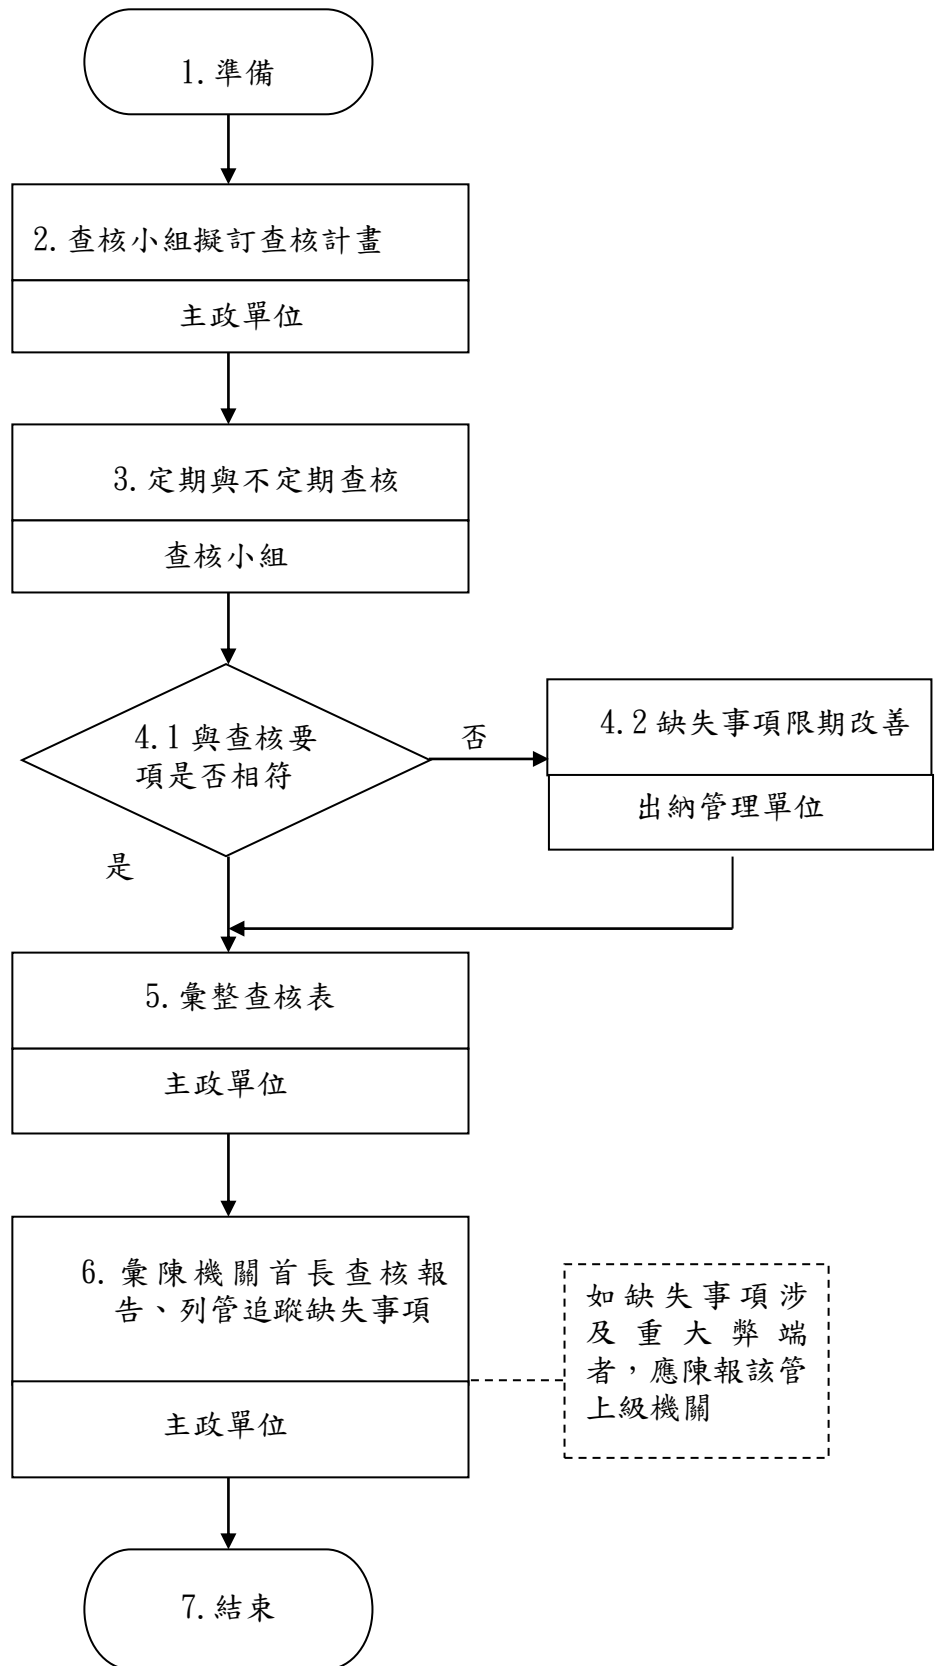 1.準備
2.查核小組擬訂查核計畫
主政單位
3.定期與不定期查核
查核小組
4.1 與查核要
項是否相符
否
4.2 缺失事項限期改善
出納管理單位
是
5.彙整查核表
主政單位
6.彙陳機關首長查核報
告、列管追蹤缺失事項
主政單位
如缺失事項涉
及重大弊端
者，應陳報該管
上級機關
7.結束